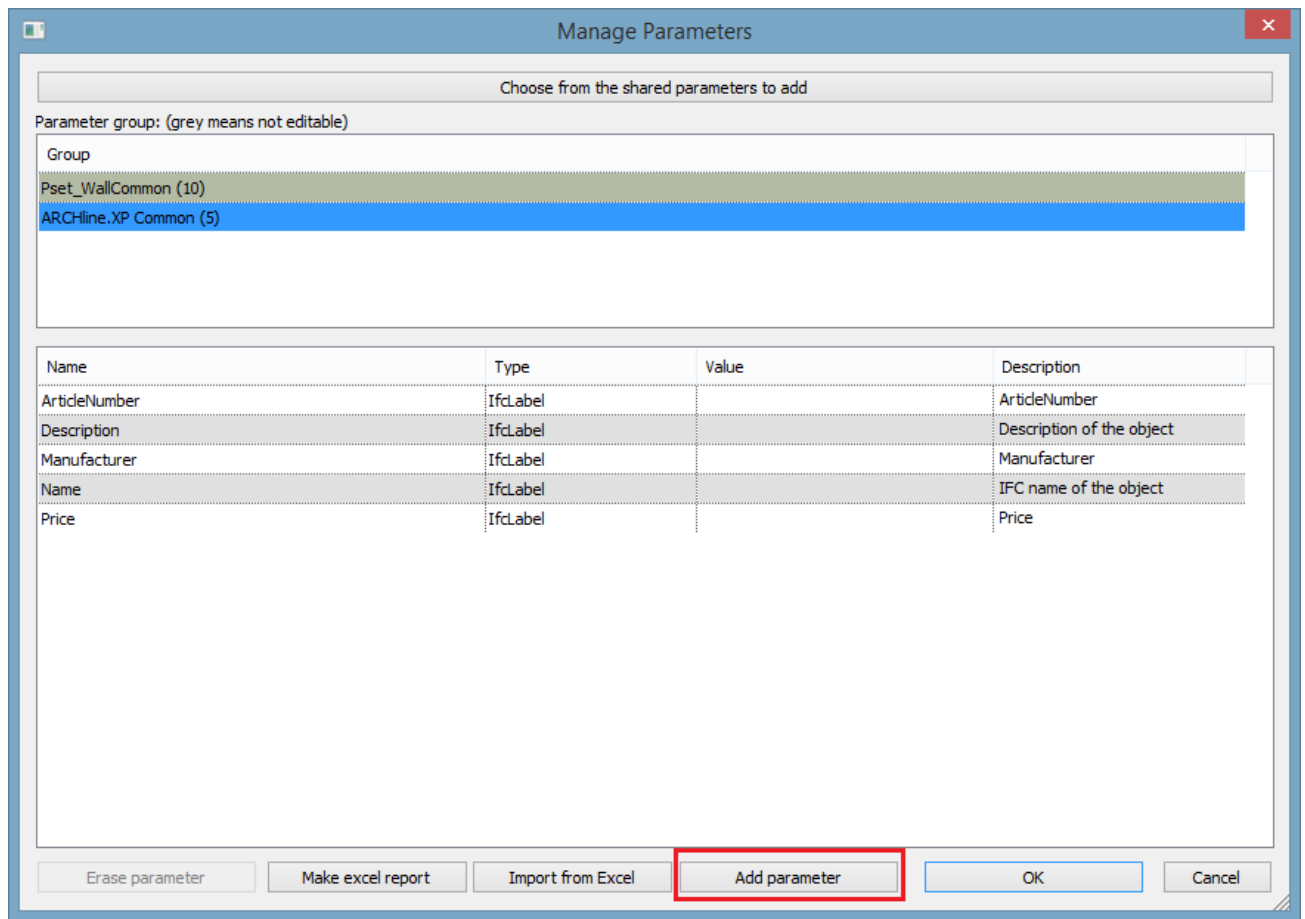 Manage Parameters
Choose from the shared parameters to add
Parameter group: (grey means not editable)
Group
Pset_WallCommon (10)
ARCHline.XP Common (5)
Name Type Value Description
ArticleNumber IfcLabel ArticleNumber
Description IfcLabel Description of the object
Manufacturer IfcLabel Manufacturer
Name IfcLabel IFC name of the object
Price IfcLabel Price
Erase parameter Make excel report Import from Excel Add parameter OK Cancel